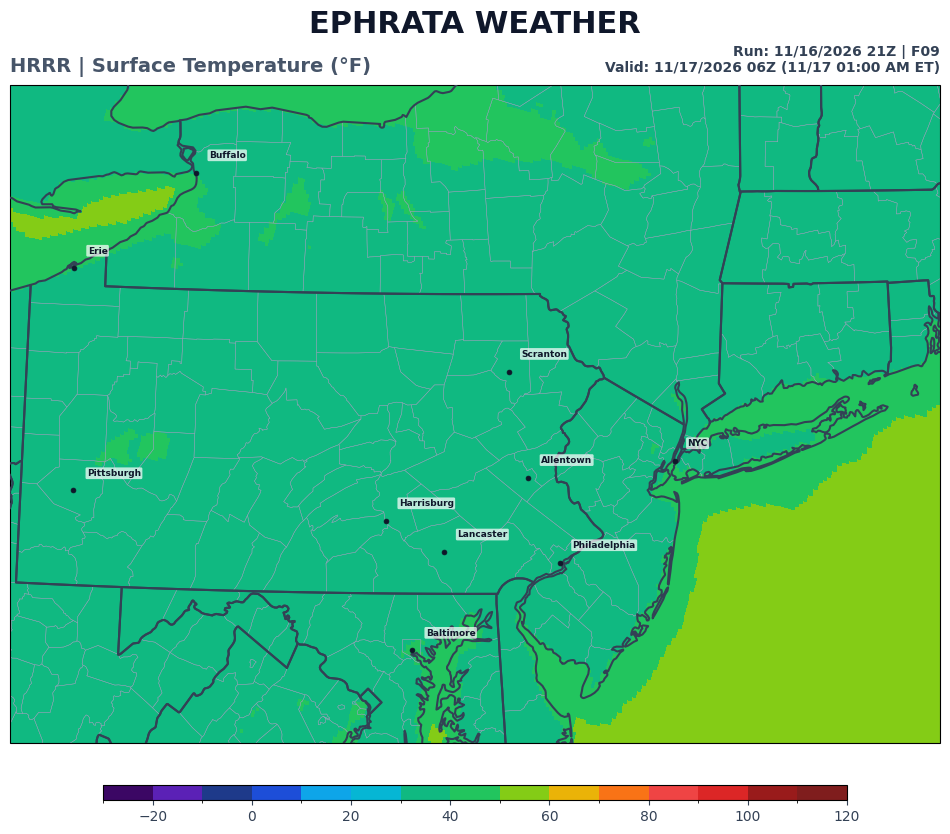 EPHRATA WEATHER
HRRR | Surface Temperature (°F)
Run: 11/16/2026 21Z | F09
Valid: 11/17/2026 06Z (11/17 01:00 AM ET)
Buffalo
Erie
Scranton
NYC
Allentown
Pittsburgh
Harrisburg
Lancaster
Philadelphia
Baltimore
−20 0 20 40 60 80 100 120